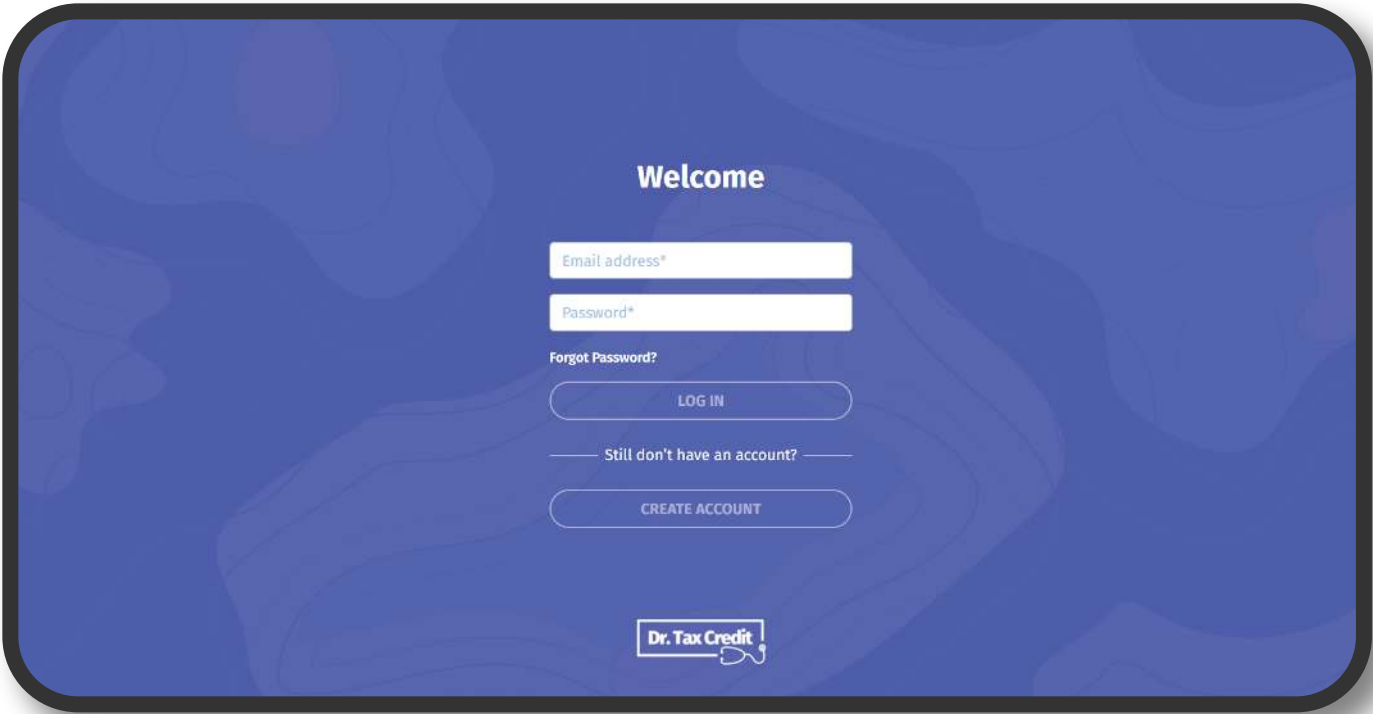 Welcome
Email address*
Password*
Forgot Password?
LOG IN
Still don't have an account?
CREATE ACCOUNT
Dr. Tax Credit